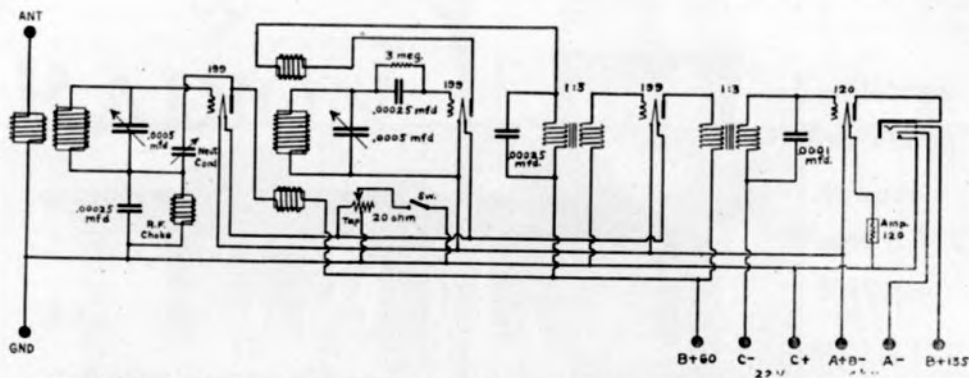 ANT
199
3 meg.
.00025
mfd
199
1:3
199
1:3
120
.0005
mfd
Neut
Cond
.0005
mfd
.00025
mfd.
.0001
mfd.
.00025
mfd
R.F.
Choke
Tap
20 ohm
Sw.
Amp.
120
GND
B+60
C-
C+
A+B-
A-
B+135